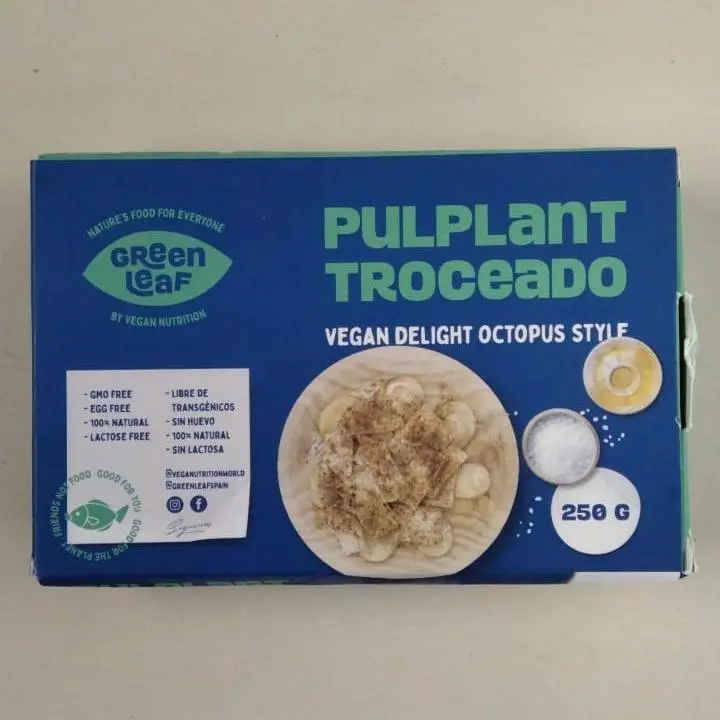 NATURE'S FOOD FOR EVERYONE
GREEN
LEAF
BY VEGAN NUTRITION
PULPLANT
TROCEADO
VEGAN DELIGHT OCTOPUS STYLE
- GMO FREE
- EGG FREE
- 100% NATURAL
- LACTOSE FREE
- LIBRE DE
TRANSGÉNICOS
- SIN HUEVO
- 100% NATURAL
- SIN LACTOSA
@VEGANUTRITIONWORLD
@GREENLEAFSPAIN
FRIENDS NOT FOOD · GOOD FOR YOU · GOOD FOR THE PLANET
250 G
PULPLANT